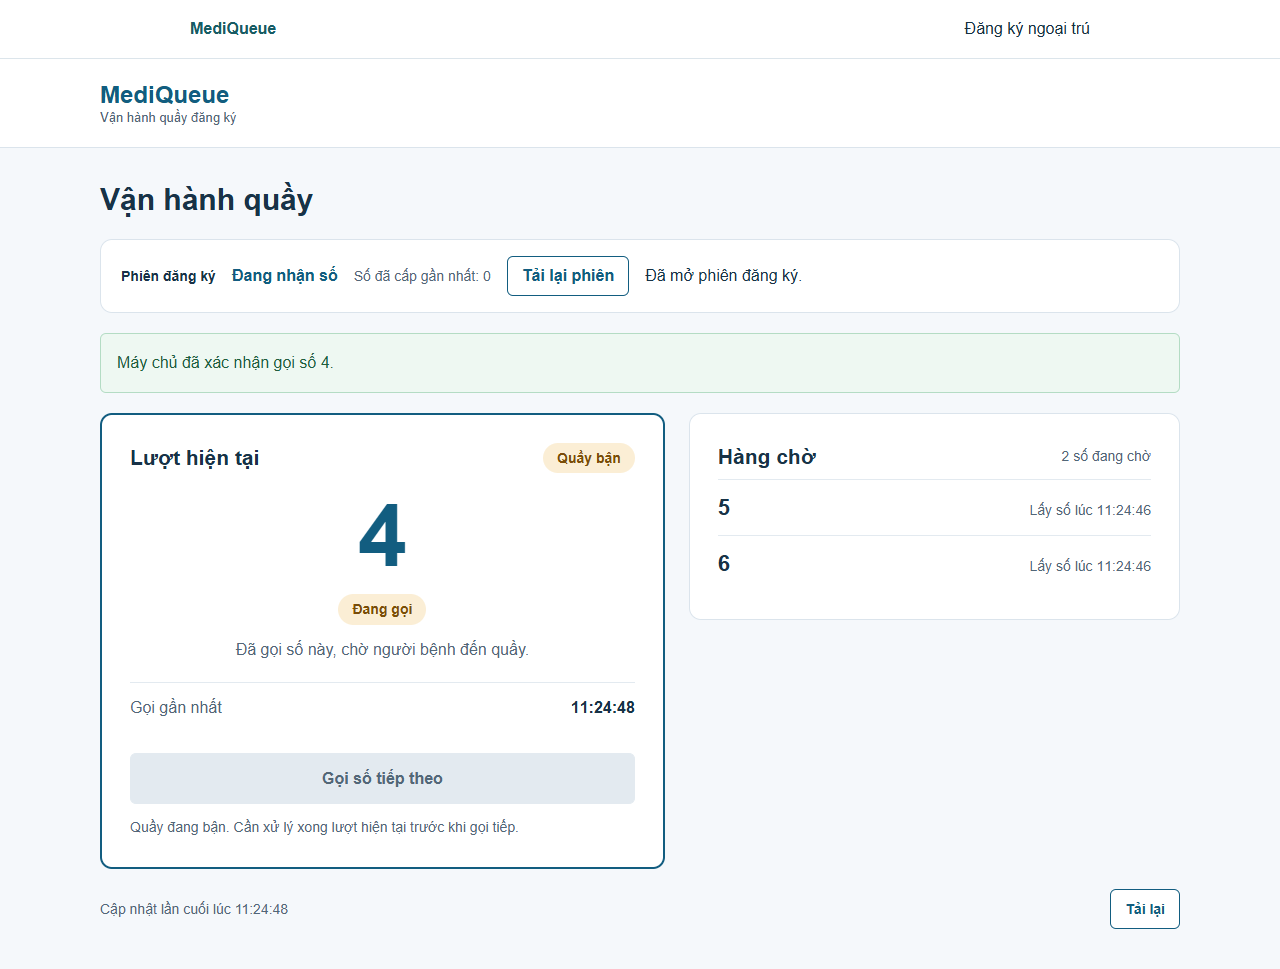 MediQueue
Đăng ký ngoại trú
MediQueue
Vận hành quầy đăng ký
Vận hành quầy
Phiên đăng ký Đang nhận số Số đã cấp gần nhất: 0 Tải lại phiên Đã mở phiên đăng ký.
Máy chủ đã xác nhận gọi số 4.
Lượt hiện tại
Quầy bận
4
Đang gọi
Đã gọi số này, chờ người bệnh đến quầy.
Gọi gần nhất 11:24:48
Gọi số tiếp theo
Quầy đang bận. Cần xử lý xong lượt hiện tại trước khi gọi tiếp.
Hàng chờ
2 số đang chờ
5 Lấy số lúc 11:24:46
6 Lấy số lúc 11:24:46
Cập nhật lần cuối lúc 11:24:48
Tải lại